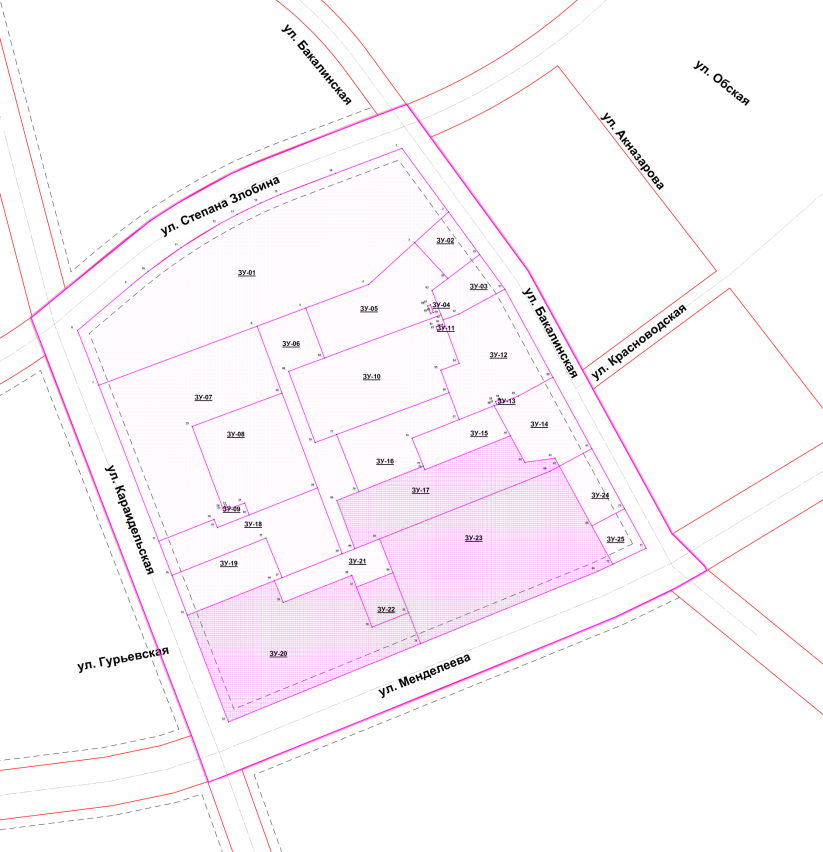 ул. Бакалинская
ул. Обская
ул. Акназарова
ул. Степана Злобина
ЗУ-02
ЗУ-01
ЗУ-03
ул. Бакалинская
ЗУ-04
ЗУ-05
ЗУ-11
ул. Красноводская
ЗУ-06
ЗУ-12
ЗУ-10
ЗУ-07
ЗУ-13
ЗУ-14
ЗУ-08
ЗУ-15
ЗУ-16
ул. Караидельская
ЗУ-17
ЗУ-24
ЗУ-09
ЗУ-18
ЗУ-23
ЗУ-25
ЗУ-19
ЗУ-21
ЗУ-22
ул. Гурьевская
ЗУ-20
ул. Менделеева